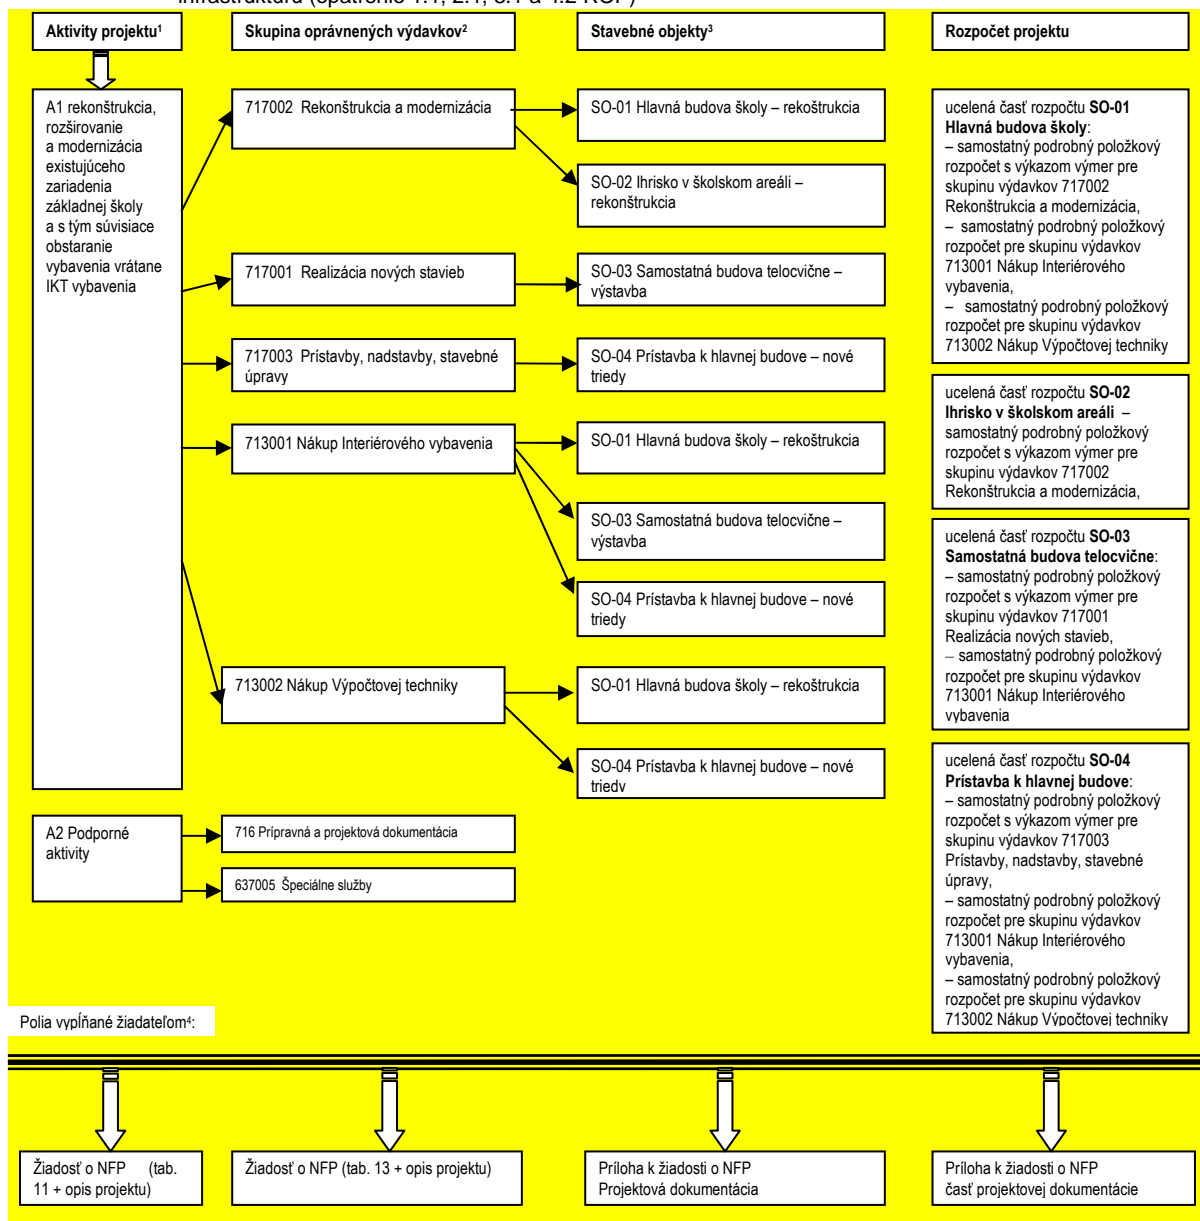 infraštruktúru (opatrenie 1.1, 2.1, 3.1 a 4.2 ROP)
Aktivity projektu¹
Skupina oprávnených výdavkov²
Stavebné objekty³
Rozpočet projektu
A1 rekonštrukcia,
rozširovanie
a modernizácia
existujúceho
zariadenia
základnej školy
a s tým súvisiace
obstaranie
vybavenia vrátane
IKT vybavenia
717002 Rekonštrukcia a modernizácia
SO-01 Hlavná budova školy – rekoštrukcia
SO-02 Ihrisko v školskom areáli –
rekonštrukcia
717001 Realizácia nových stavieb
SO-03 Samostatná budova telocvične –
výstavba
717003 Prístavby, nadstavby, stavebné
úpravy
SO-04 Prístavba k hlavnej budove – nové
triedy
713001 Nákup Interiérového vybavenia
SO-01 Hlavná budova školy – rekoštrukcia
SO-03 Samostatná budova telocvične –
výstavba
SO-04 Prístavba k hlavnej budove – nové
triedy
713002 Nákup Výpočtovej techniky
SO-01 Hlavná budova školy – rekoštrukcia
SO-04 Prístavba k hlavnej budove – nové
triedy
A2 Podporné
aktivity
716 Prípravná a projektová dokumentácia
637005 Špeciálne služby
ucelená časť rozpočtu SO-01
Hlavná budova školy:
– samostatný podrobný položkový
rozpočet s výkazom výmer pre
skupinu výdavkov 717002
Rekonštrukcia a modernizácia,
– samostatný podrobný položkový
rozpočet pre skupinu výdavkov
713001 Nákup Interiérového
vybavenia,
– samostatný podrobný položkový
rozpočet pre skupinu výdavkov
713002 Nákup Výpočtovej techniky
ucelená časť rozpočtu SO-02
Ihrisko v školskom areáli –
samostatný podrobný položkový
rozpočet s výkazom výmer pre
skupinu výdavkov 717002
Rekonštrukcia a modernizácia,
ucelená časť rozpočtu SO-03
Samostatná budova telocvične:
– samostatný podrobný položkový
rozpočet s výkazom výmer pre
skupinu výdavkov 717001
Realizácia nových stavieb,
– samostatný podrobný položkový
rozpočet pre skupinu výdavkov
713001 Nákup Interiérového
vybavenia
ucelená časť rozpočtu SO-04
Prístavba k hlavnej budove:
– samostatný podrobný položkový
rozpočet s výkazom výmer pre
skupinu výdavkov 717003
Prístavby, nadstavby, stavebné
úpravy,
– samostatný podrobný položkový
rozpočet pre skupinu výdavkov
713001 Nákup Interiérového
vybavenia,
– samostatný podrobný položkový
rozpočet pre skupinu výdavkov
713002 Nákup Výpočtovej techniky
Polia vypĺňané žiadateľom⁴:
Žiadosť o NFP (tab.
11 + opis projektu)
Žiadosť o NFP (tab. 13 + opis projektu)
Príloha k žiadosti o NFP
Projektová dokumentácia
Príloha k žiadosti o NFP
časť projektovej dokumentácie